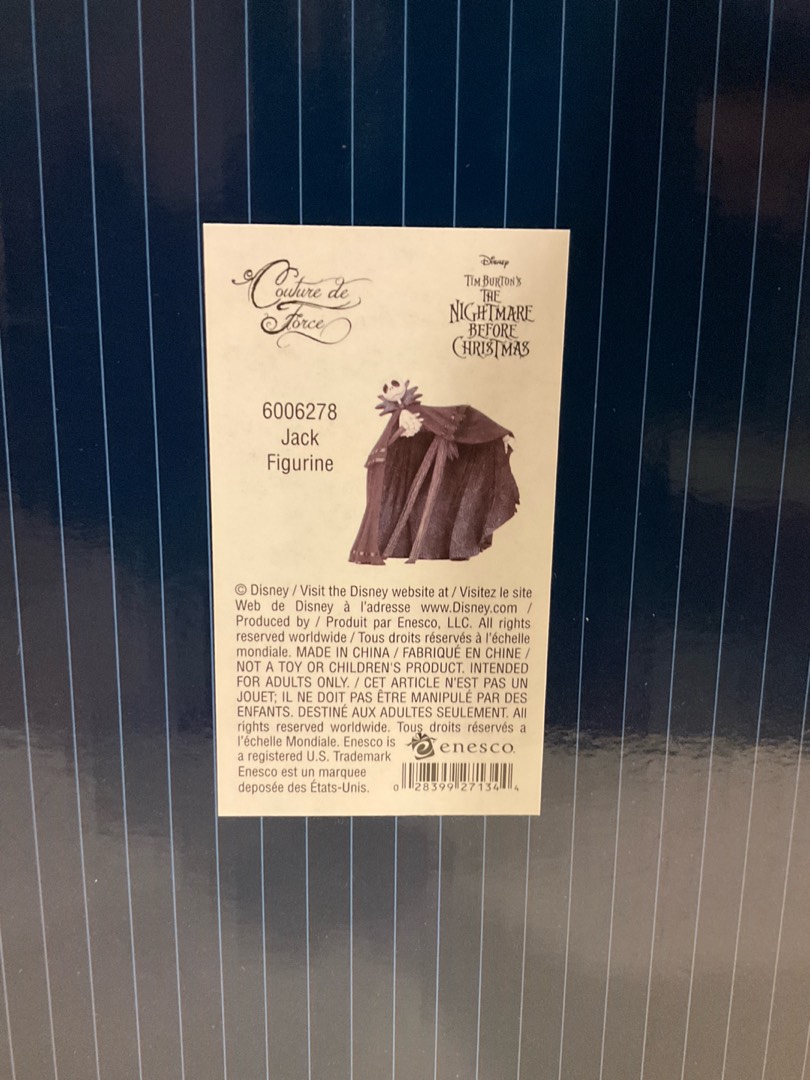 Couture de
Force
Disney
TIM BURTON'S
THE
NIGHTMARE
BEFORE
CHRISTMAS
6006278
Jack
Figurine
© Disney / Visit the Disney website at / Visitez le site
Web de Disney à l'adresse www.Disney.com /
Produced by / Produit par Enesco, LLC. All rights
reserved worldwide / Tous droits réservés à l'échelle
mondiale. MADE IN CHINA / FABRIQUÉ EN CHINE /
NOT A TOY OR CHILDREN'S PRODUCT. INTENDED
FOR ADULTS ONLY. / CET ARTICLE N'EST PAS UN
JOUET; IL NE DOIT PAS ÊTRE MANIPULÉ PAR DES
ENFANTS. DESTINÉ AUX ADULTES SEULEMENT. All
rights reserved worldwide. Tous droits réservés a
l'échelle Mondiale. Enesco is
a registered U.S. Trademark
Enesco est un marquee
deposée des États-Unis.
enesco.
0 28399 27134 4